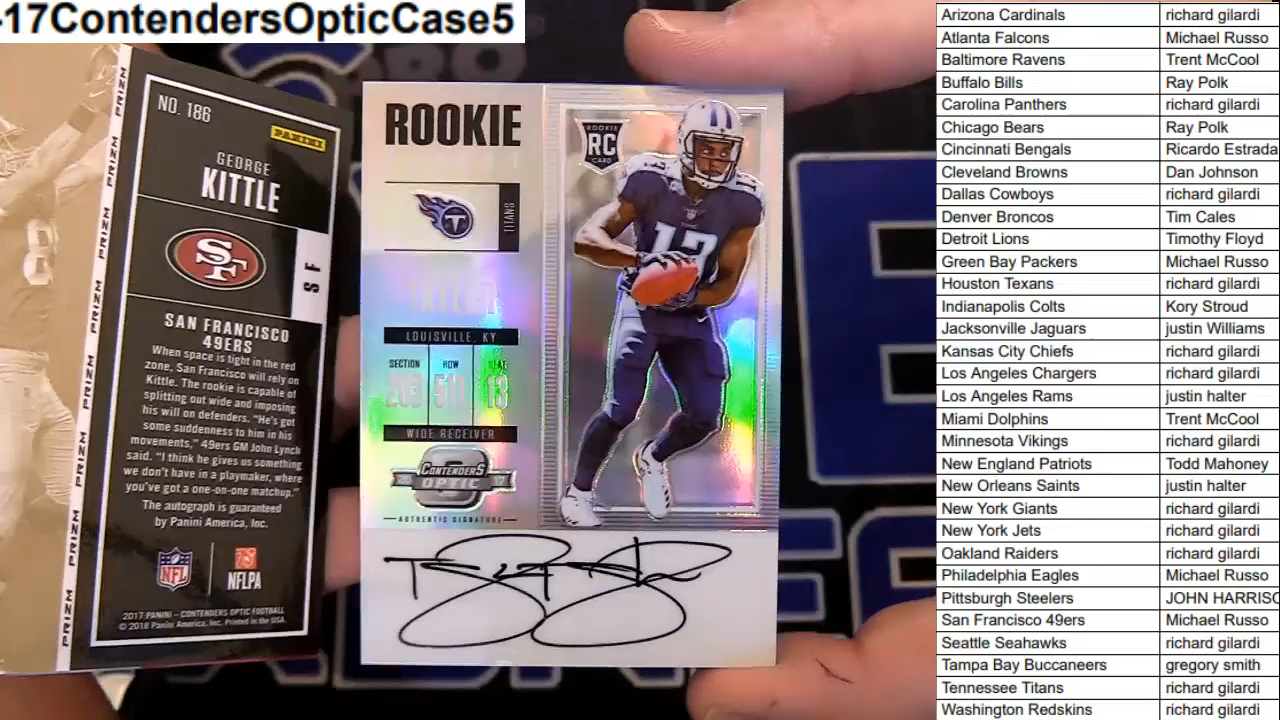 -17ContendersOpticCase5
PRIZM PRIZM PRIZM PRIZM PRIZM PRIZM
NO. 186
PANINI
GEORGE
KITTLE
SF
S F
SAN FRANCISCO
49ERS
When space is tight in the red
zone, San Francisco will rely on
Kittle. The rookie is capable of
splitting out wide and imposing
his will on defenders. "He's got
some suddenness to him in his
movements," 49ers GM John Lynch
said. "I think he gives us something
we don't have in a playmaker, where
you've got a one-on-one matchup."
The autograph is guaranteed
by Panini America, Inc.
NFL
NFLPA
2017 PANINI – CONTENDERS OPTIC FOOTBALL
© 2018 Panini America, Inc. Printed in the USA.
ROOKIE
T
TITANS
TAYLOR
LOUISVILLE, KY
SECTION ROW SEAT
203 511 13
WIDE RECEIVER
20 CONTENDERS 17
OPTIC
AUTHENTIC SIGNATURE
ROOKIE
RC
CARD
13
Arizona Cardinals richard gilardi
Atlanta Falcons Michael Russo
Baltimore Ravens Trent McCool
Buffalo Bills Ray Polk
Carolina Panthers richard gilardi
Chicago Bears Ray Polk
Cincinnati Bengals Ricardo Estrada
Cleveland Browns Dan Johnson
Dallas Cowboys richard gilardi
Denver Broncos Tim Cales
Detroit Lions Timothy Floyd
Green Bay Packers Michael Russo
Houston Texans richard gilardi
Indianapolis Colts Kory Stroud
Jacksonville Jaguars justin Williams
Kansas City Chiefs richard gilardi
Los Angeles Chargers richard gilardi
Los Angeles Rams justin halter
Miami Dolphins Trent McCool
Minnesota Vikings richard gilardi
New England Patriots Todd Mahoney
New Orleans Saints justin halter
New York Giants richard gilardi
New York Jets richard gilardi
Oakland Raiders richard gilardi
Philadelphia Eagles Michael Russo
Pittsburgh Steelers JOHN HARRISO
San Francisco 49ers Michael Russo
Seattle Seahawks richard gilardi
Tampa Bay Buccaneers gregory smith
Tennessee Titans richard gilardi
Washington Redskins richard gilardi